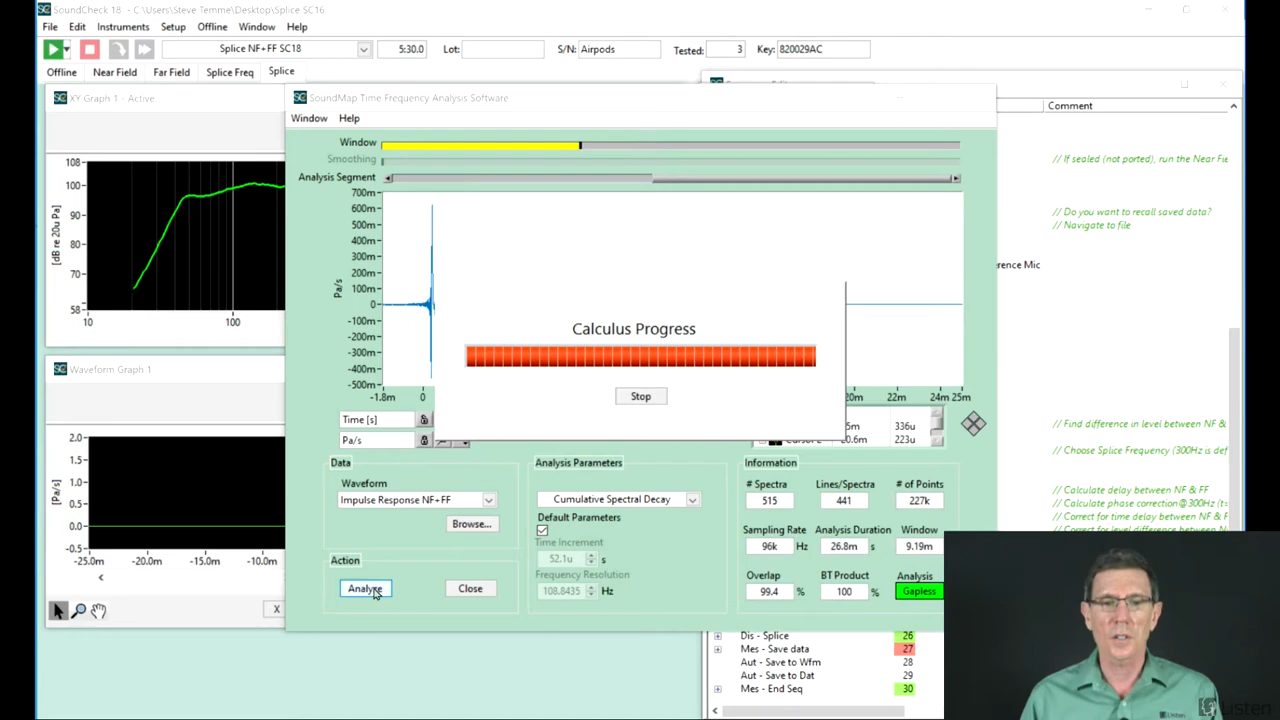 SoundCheck 18 - C:\Users\Steve Temme\Desktop\Splice SC16
File Edit Instruments Setup Offline Window Help
Splice NF+FF SC18 5:30.0 Lot: S/N: Airpods Tested: 3 Key: 820029AC
Offline Near Field Far Field Splice Freq Splice
XY Graph 1 - Active
108
100
90
80
70
58
[dB re 20u Pa]
10 100
Waveform Graph 1
2.0
1.5
1.0
0.5
0.0
-0.5
[Pa/s]
-25.0m -20.0m -15.0m -10.0m
X
SoundMap Time Frequency Analysis Software
Window Help
Window
Smoothing
Analysis Segment
700m
600m
500m
400m
300m
200m
100m
0
-100m
-200m
-300m
-400m
-500m
Pa/s
-1.8m 0 20m 22m 24m 25m
Calculus Progress
Stop
Time [s]
Pa/s
5m 336u
20.6m 223u
Data
Waveform
Impulse Response NF+FF
Browse...
Action
Analyze Close
Analysis Parameters
Cumulative Spectral Decay
Default Parameters
Time Increment
52.1u s
Frequency Resolution
108.8435 Hz
Information
# Spectra Lines/Spectra # of Points
515 441 227k
Sampling Rate Analysis Duration Window
96k Hz 26.8m s 9.19m
Overlap BT Product Analysis
99.4 % 100 % Gapless
Comment
// If sealed (not ported), run the Near Fie
// Do you want to recall saved data?
// Navigate to file
erence Mic
// Find difference in level between NF &
// Choose Splice Frequency (300Hz is def
// Calculate delay between NF & FF
// Calculate phase correction@300Hz (t=
// Correct for time delay between NF & F
// Correct for level difference between N
Dis - Splice 26
Mes - Save data 27
Aut - Save to Wfm 28
Aut - Save to Dat 29
Mes - End Seq 30
Listen
Listen